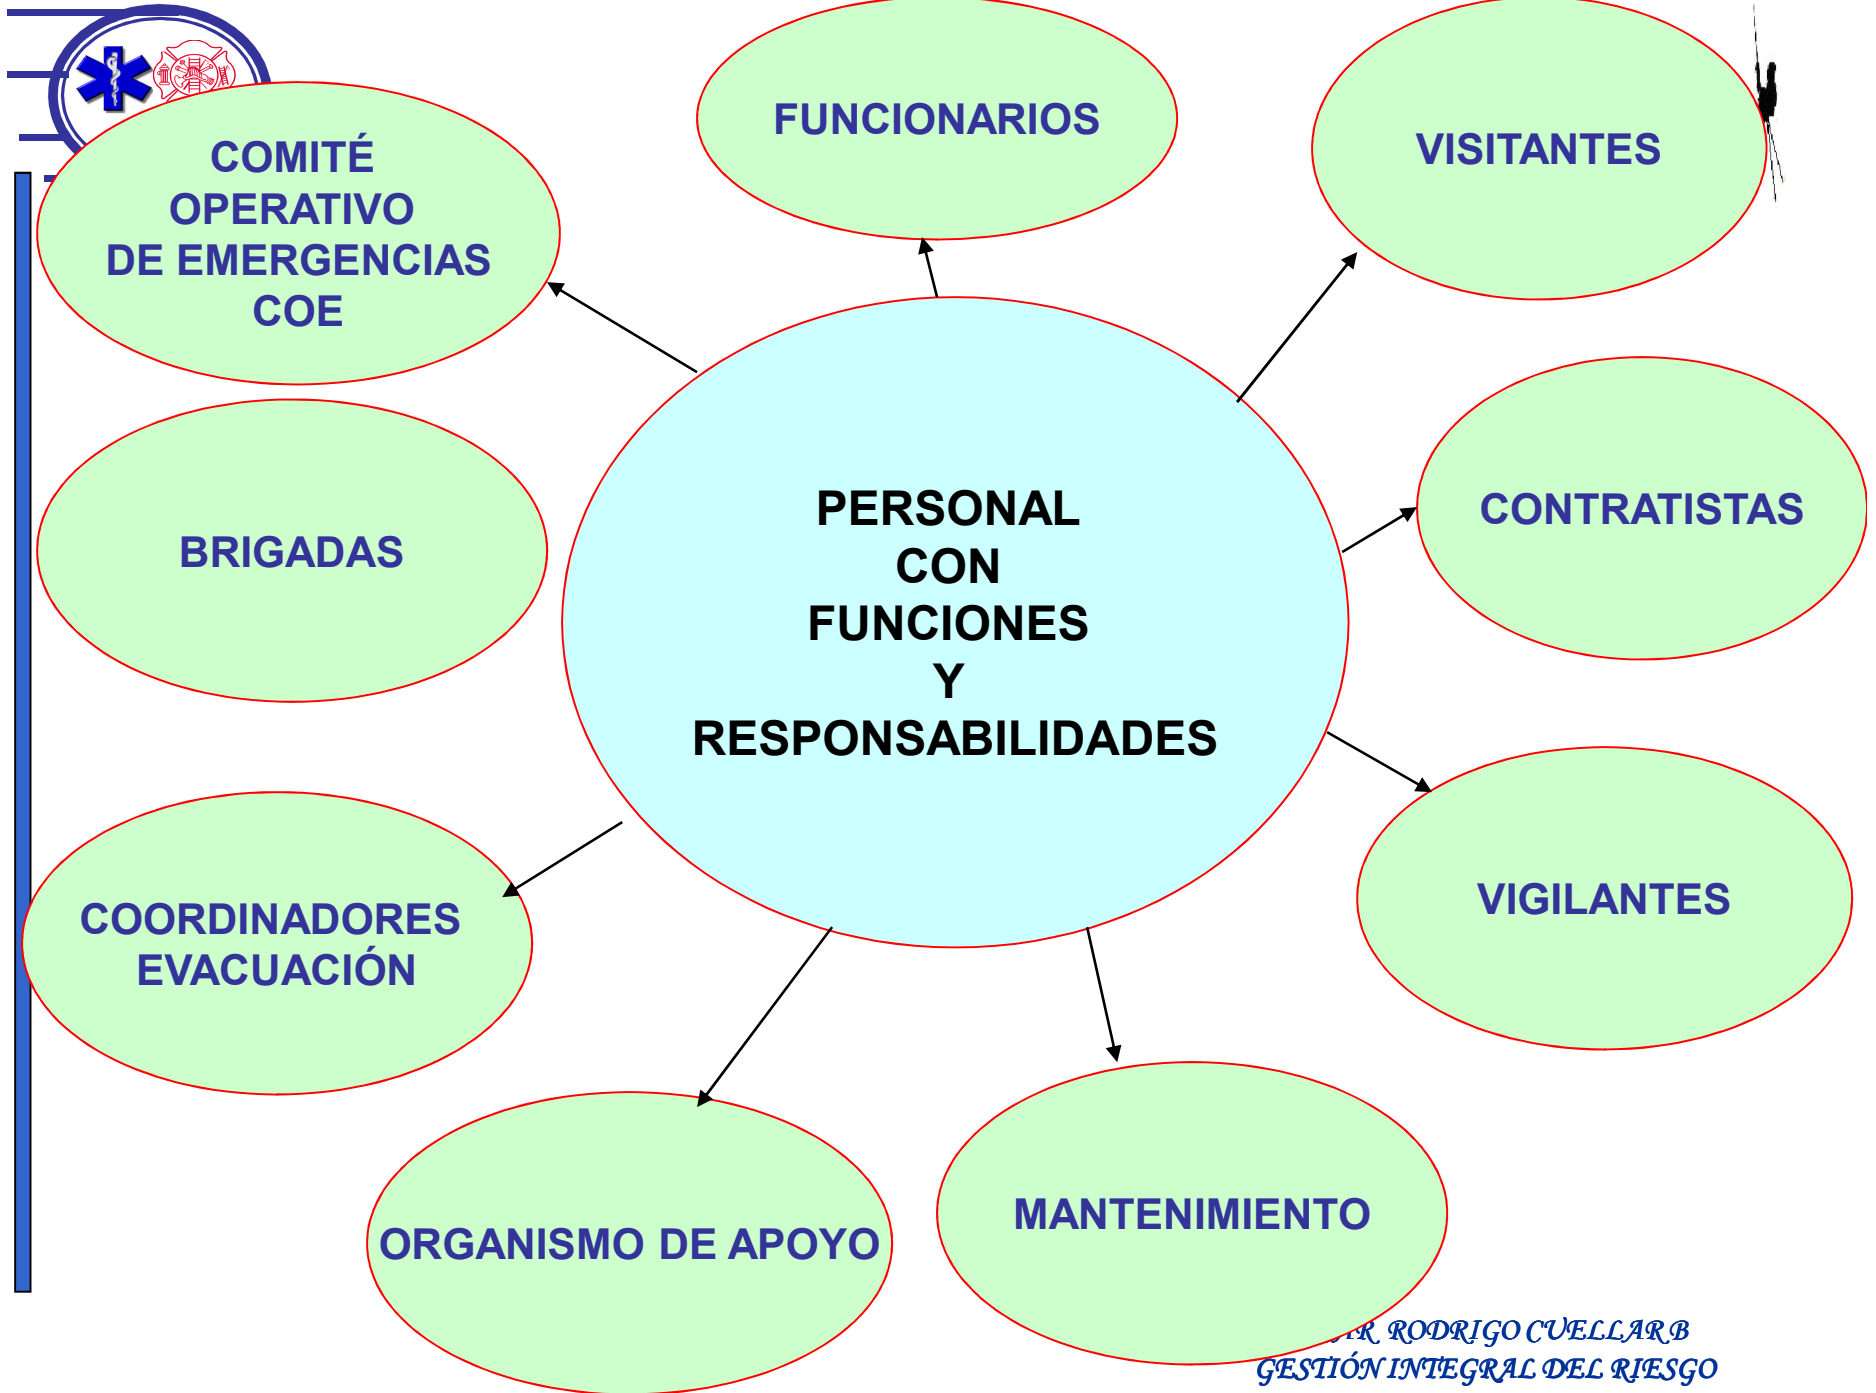 FUNCIONARIOS
VISITANTES
COMITÉ
OPERATIVO
DE EMERGENCIAS
COE
CONTRATISTAS
BRIGADAS
PERSONAL
CON
FUNCIONES
Y
RESPONSABILIDADES
VIGILANTES
COORDINADORES
EVACUACIÓN
MANTENIMIENTO
ORGANISMO DE APOYO
RODRIGO CUELLAR B
GESTIÓN INTEGRAL DEL RIESGO